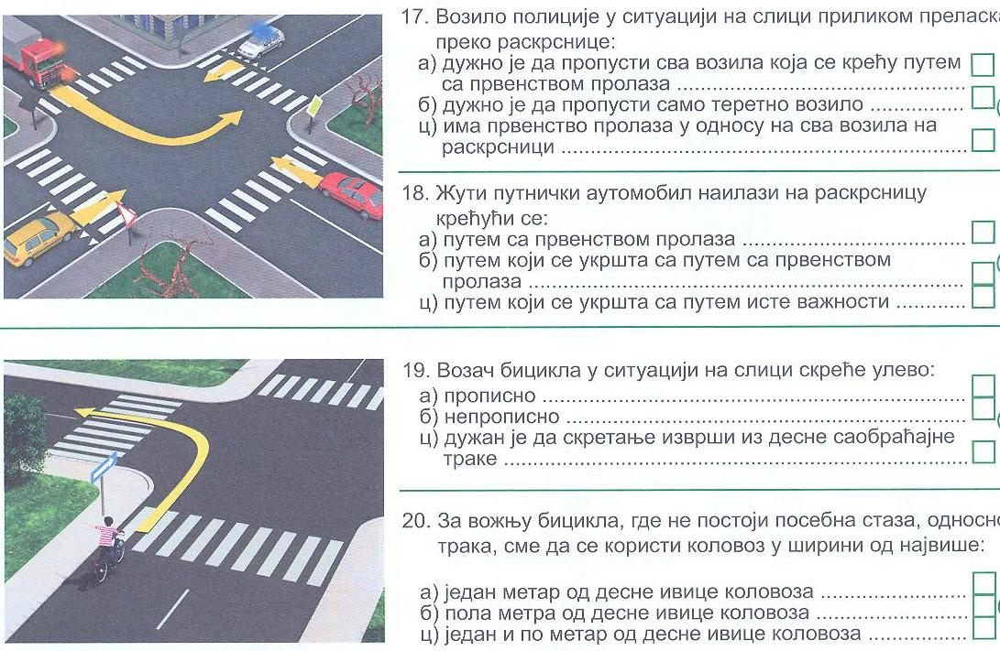 17. Возило полиције у ситуацији на слици приликом преласка
преко раскрснице:
а) дужно је да пропусти сва возила која се крећу путем
са првенством пролаза
б) дужно је да пропусти само теретно возило
ц) има првенство пролаза у односу на сва возила на
раскрсници
18. Жути путнички аутомобил наилази на раскрсницу
крећући се:
а) путем са првенством пролаза
б) путем који се укршта са путем са првенством
пролаза
ц) путем који се укршта са путем исте важности
19. Возач бицикла у ситуацији на слици скреће улево:
а) прописно
б) непрописно
ц) дужан је да скретање изврши из десне саобраћајне
траке
20. За вожњу бицикла, где не постоји посебна стаза, односно
трака, сме да се користи коловоз у ширини од највише:
а) један метар од десне ивице коловоза
б) пола метра од десне ивице коловоза
ц) један и по метар од десне ивице коловоза